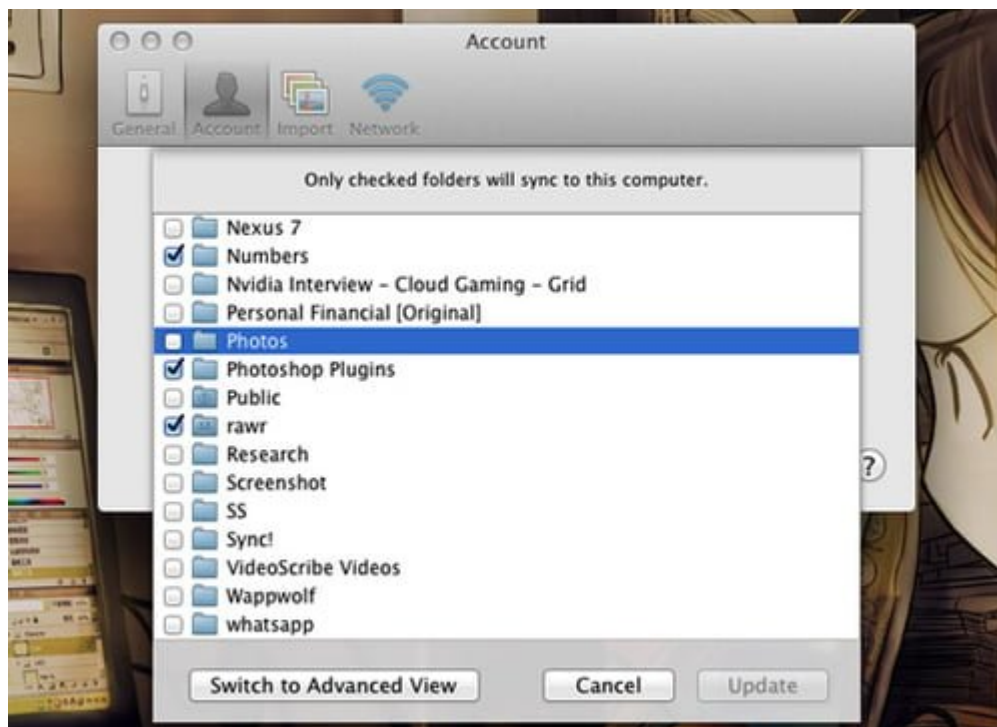 Account
General Account Import Network
Only checked folders will sync to this computer.
Nexus 7
Numbers
Nvidia Interview – Cloud Gaming – Grid
Personal Financial [Original]
Photos
Photoshop Plugins
Public
rawr
Research
?
Screenshot
SS
Sync!
VideoScribe Videos
Wappwolf
whatsapp
Switch to Advanced View Cancel Update